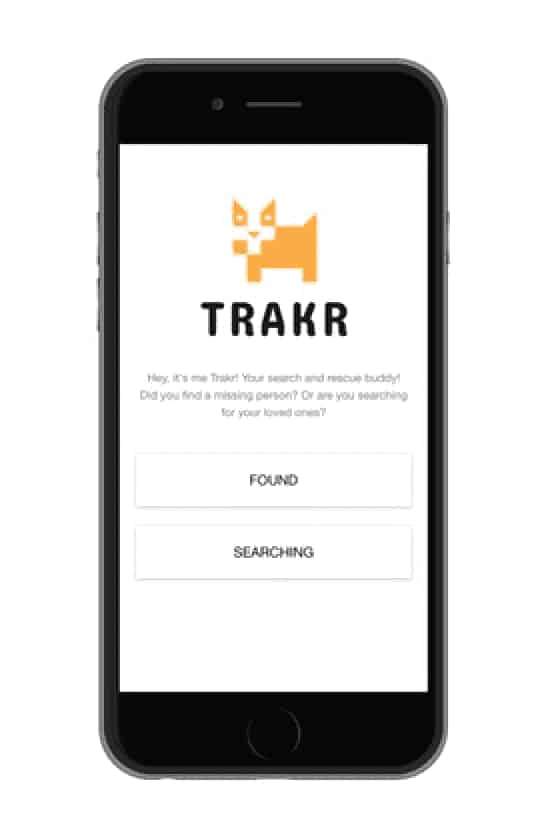 TRAKR
Hey, it's me Trakr! Your search and rescue buddy!
Did you find a missing person? Or are you searching
for your loved ones?
FOUND
SEARCHING